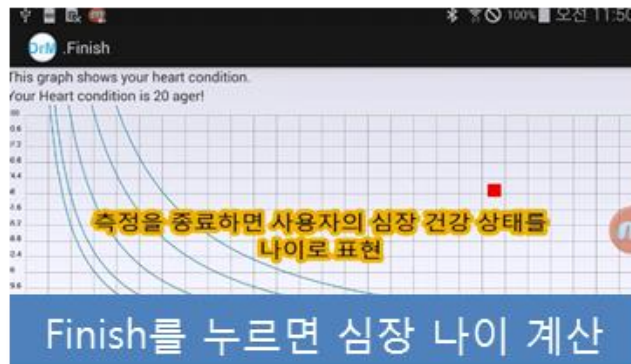 100% 오전 11:50
DrM .Finish
This graph shows your heart condition.
Your Heart condition is 20 ager!
측정을 종료하면 사용자의 심장 건강 상태를
나이로 표현
Finish를 누르면 심장 나이 계산